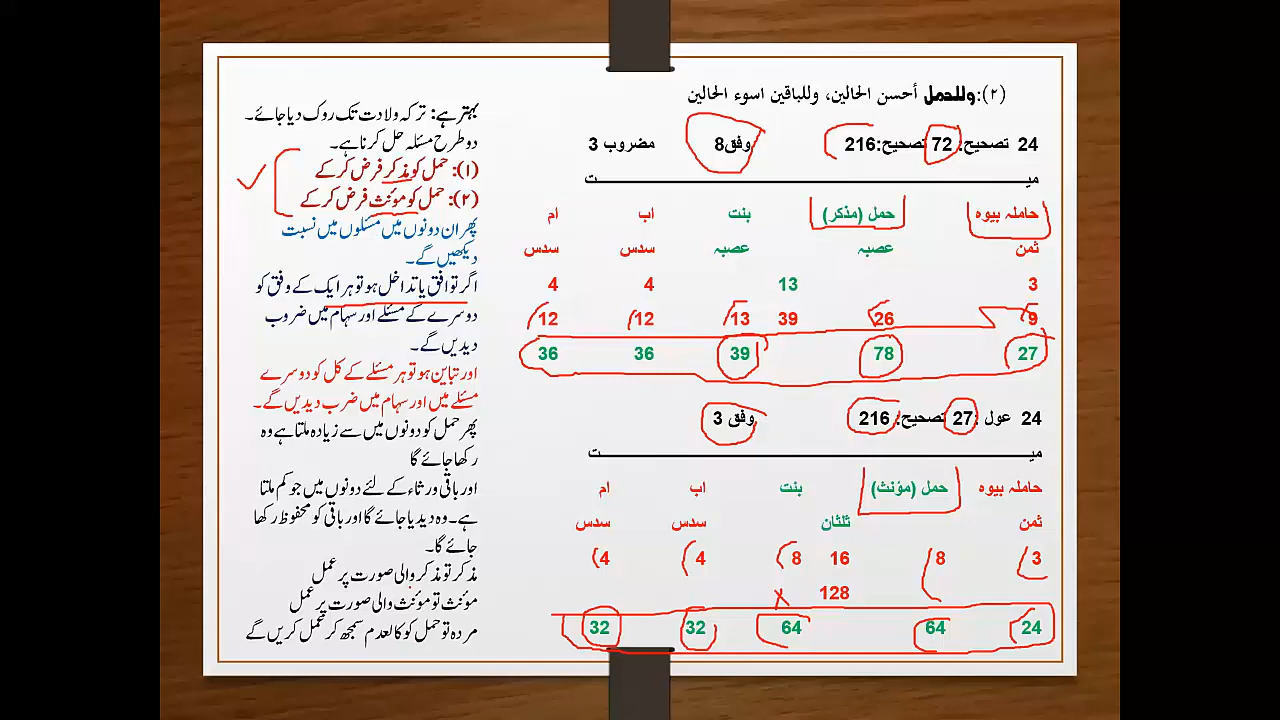 (۲):وللحمل أحسن الحالین، وللباقین اسوء الحالین
24 تصحیح: 72 تصحیح:216 وفق8 مضروب 3
میــــــــــــــــــــــــــــــــت
حاملہ بیوہ حمل (مذکر) بنت اب ام
ثمن عصبہ عصبہ سدس سدس
3 13 4 4
9 26 39 13 12 12
27 78 39 36 36
24 عول :27 تصحیح: 216 وفق 3
میــــــــــــــــــــــــــــــــت
حاملہ بیوہ حمل (مؤنث) بنت اب ام
ثمن ثلثان سدس سدس
3 8 16 8 4 4
128
24 64 64 32 32
بہتر ہے: ترکہ ولادت تک روک دیا جائے۔
دو طرح مسئلہ حل کرنا ہے۔
(۱): حمل کو مذکر فرض کرکے
(۲): حمل کو مؤنث فرض کرکے
پھر ان دونوں میں مسئلوں میں نسبت
دیکھیں گے۔
اگر توافق یا تداخل ہو تو ہر ایک کے وفق کو
دوسرے کے مسئلے اور سہام میں ضرب
دیدیں گے۔
اور تباین ہو تو ہر مسئلے کے کل کو دوسرے
مسئلے میں اور سہام میں ضرب دیدیں گے۔
پھر حمل کو دونوں میں سے زیادہ ملتا ہے وہ
رکھا جائے گا
اور باقی ورثاء کے لئے دونوں میں جو کم ملتا
ہے۔ وہ دیدیا جائے گا اور باقی کو محفوظ رکھا
جائے گا۔
مذکر تو مذکر والی صورت پر عمل
مؤنث تو مؤنث والی صورت پر عمل
مردہ تو حمل کو کالعدم سمجھ کر عمل کریں گے